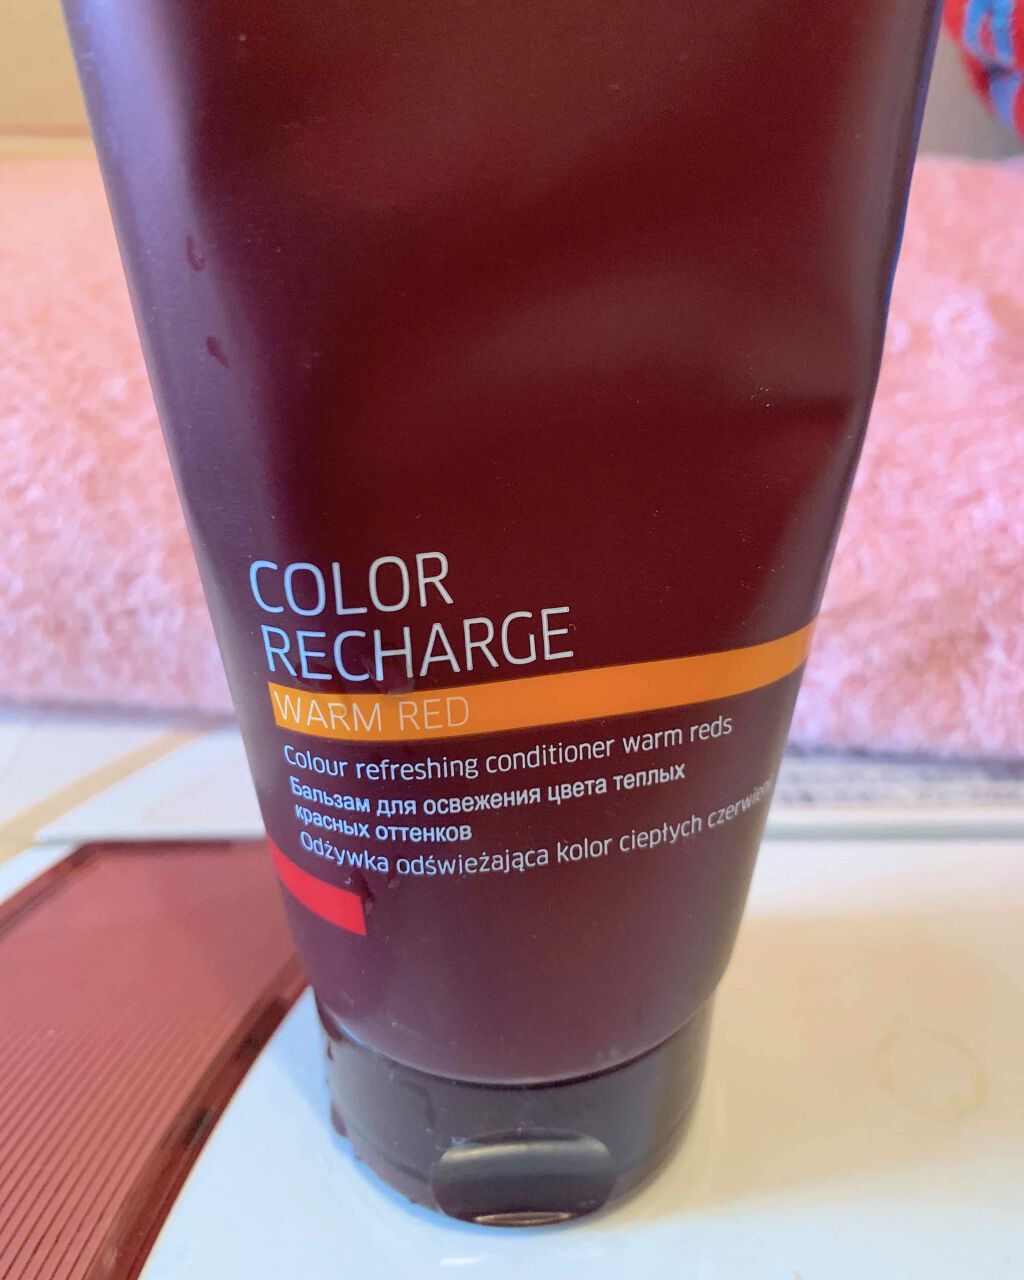 COLOR
RECHARGE
WARM RED
Colour refreshing conditioner warm reds
Бальзам для освежения цвета теплых
красных оттенков
Odżywka odświeżająca kolor ciepłych czerwieni